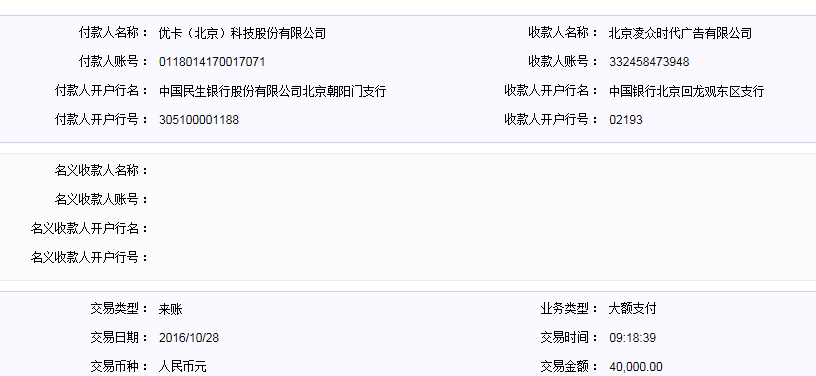 付款人名称： 优卡（北京）科技股份有限公司 收款人名称： 北京凌众时代广告有限公司
付款人账号： 0118014170017071 收款人账号： 332458473948
付款人开户行名： 中国民生银行股份有限公司北京朝阳门支行 收款人开户行名： 中国银行北京回龙观东区支行
付款人开户行号： 305100001188 收款人开户行号： 02193
名义收款人名称：
名义收款人账号：
名义收款人开户行名：
名义收款人开户行号：
交易类型： 来账 业务类型： 大额支付
交易日期： 2016/10/28 交易时间： 09:18:39
交易币种： 人民币元 交易金额： 40,000.00